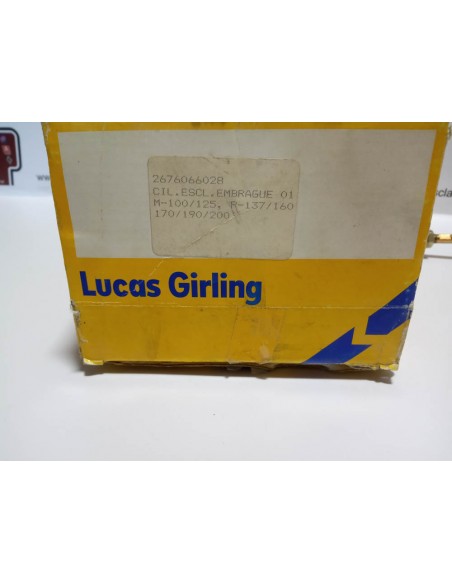 2676066028
CIL.ESCL.EMBRAGUE 01
M-100/125, R-137/160
170/190/200
Lucas Girling